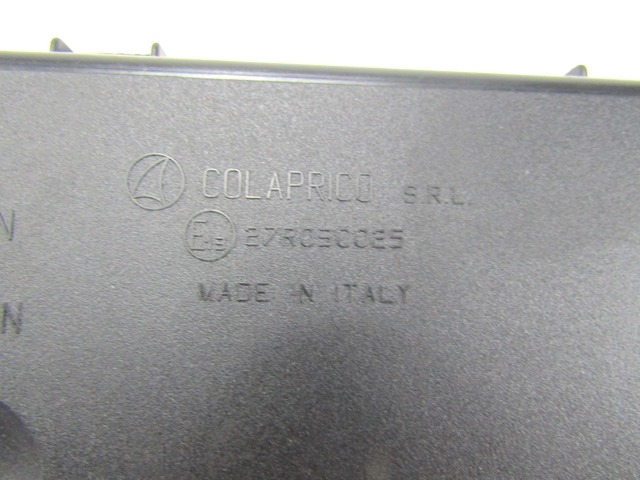 COLAPRICO S.R.L.
27R030025
MADE IN ITALY
N
N